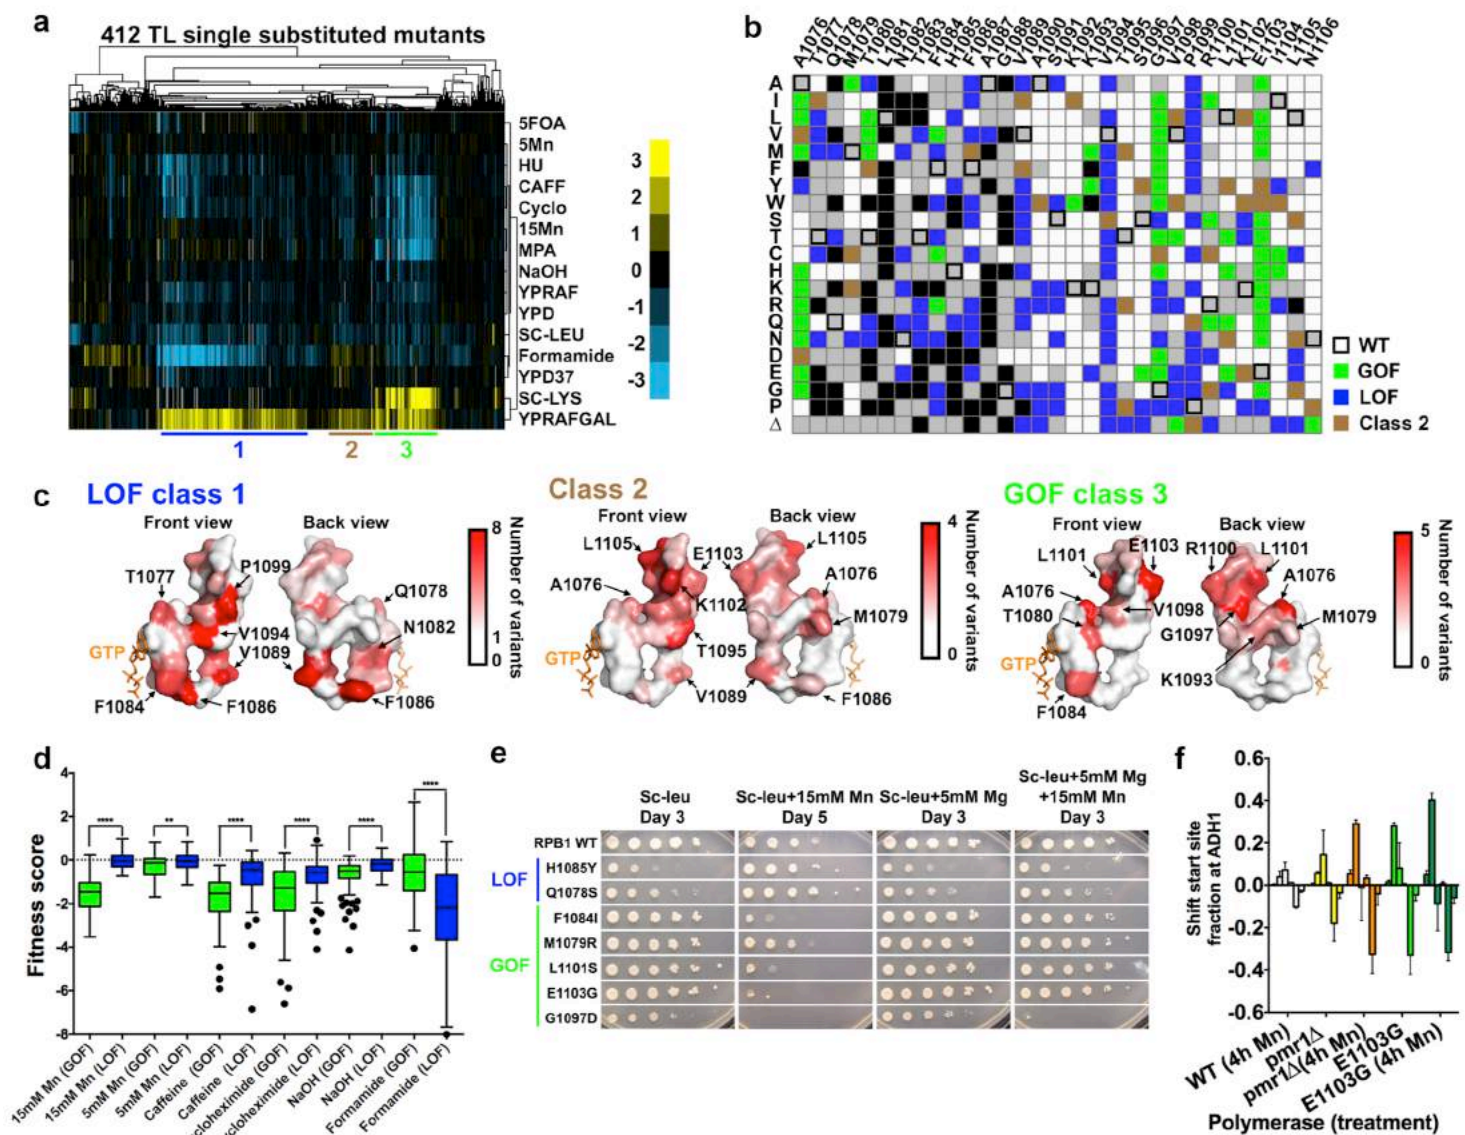 a
412 TL single substituted mutants
5FOA
5Mn
HU
CAFF
Cyclo
15Mn
MPA
NaOH
YPRAF
YPD
SC-LEU
Formamide
YPD37
SC-LYS
YPRAFGAL
3
2
1
0
-1
-2
-3
1 2 3
b
A1076 T1077 Q1078 M1079 T1080 L1081 N1082 T1083 F1084 H1085 F1086 A1087 G1088 V1089 A1090 S1091 K1092 K1093 V1094 T1095 S1096 G1097 V1098 P1099 R1100 L1101 K1102 E1103 I1104 L1105 N1106
A
I
L
V
M
F
Y
W
S
T
C
H
K
R
Q
N
D
E
G
P
Δ
WT
GOF
LOF
Class 2
c
LOF class 1
Front view Back view
T1077
P1099
Q1078
N1082
V1094
V1089
GTP
F1084
F1086
F1086
8
1
0
Number of variants
Class 2
Front view Back view
L1105
L1105
E1103
A1076
A1076
K1102
M1079
T1095
GTP
V1089
F1086
4
0
Number of variants
GOF class 3
Front view Back view
L1101
E1103
R1100
L1101
A1076
A1076
T1080
V1098
M1079
G1097
GTP
K1093
F1084
5
0
Number of variants
d
Fitness score
4
2
0
-2
-4
-6
-8
****
**
****
****
****
****
15mM Mn (GOF)
15mM Mn (LOF)
5mM Mn (GOF)
5mM Mn (LOF)
Caffeine (GOF)
Caffeine (LOF)
NaOH (GOF)
NaOH (LOF)
Formamide (GOF)
Formamide (LOF)
e
Sc-leu
Day 3
Sc-leu+15mM Mn
Day 5
Sc-leu+5mM Mg
Day 3
Sc-leu+5mM Mg
+15mM Mn
Day 3
RPB1 WT
LOF
H1085Y
Q1078S
GOF
F1084I
M1079R
L1101S
E1103G
G1097D
f
Shift start site
fraction at ADH1
0.6
0.4
0.2
0.0
-0.2
-0.4
-0.6
WT (4h Mn)
pmr1Δ
pmr1Δ(4h Mn)
E1103G
E1103G (4h Mn)
Polymerase (treatment)